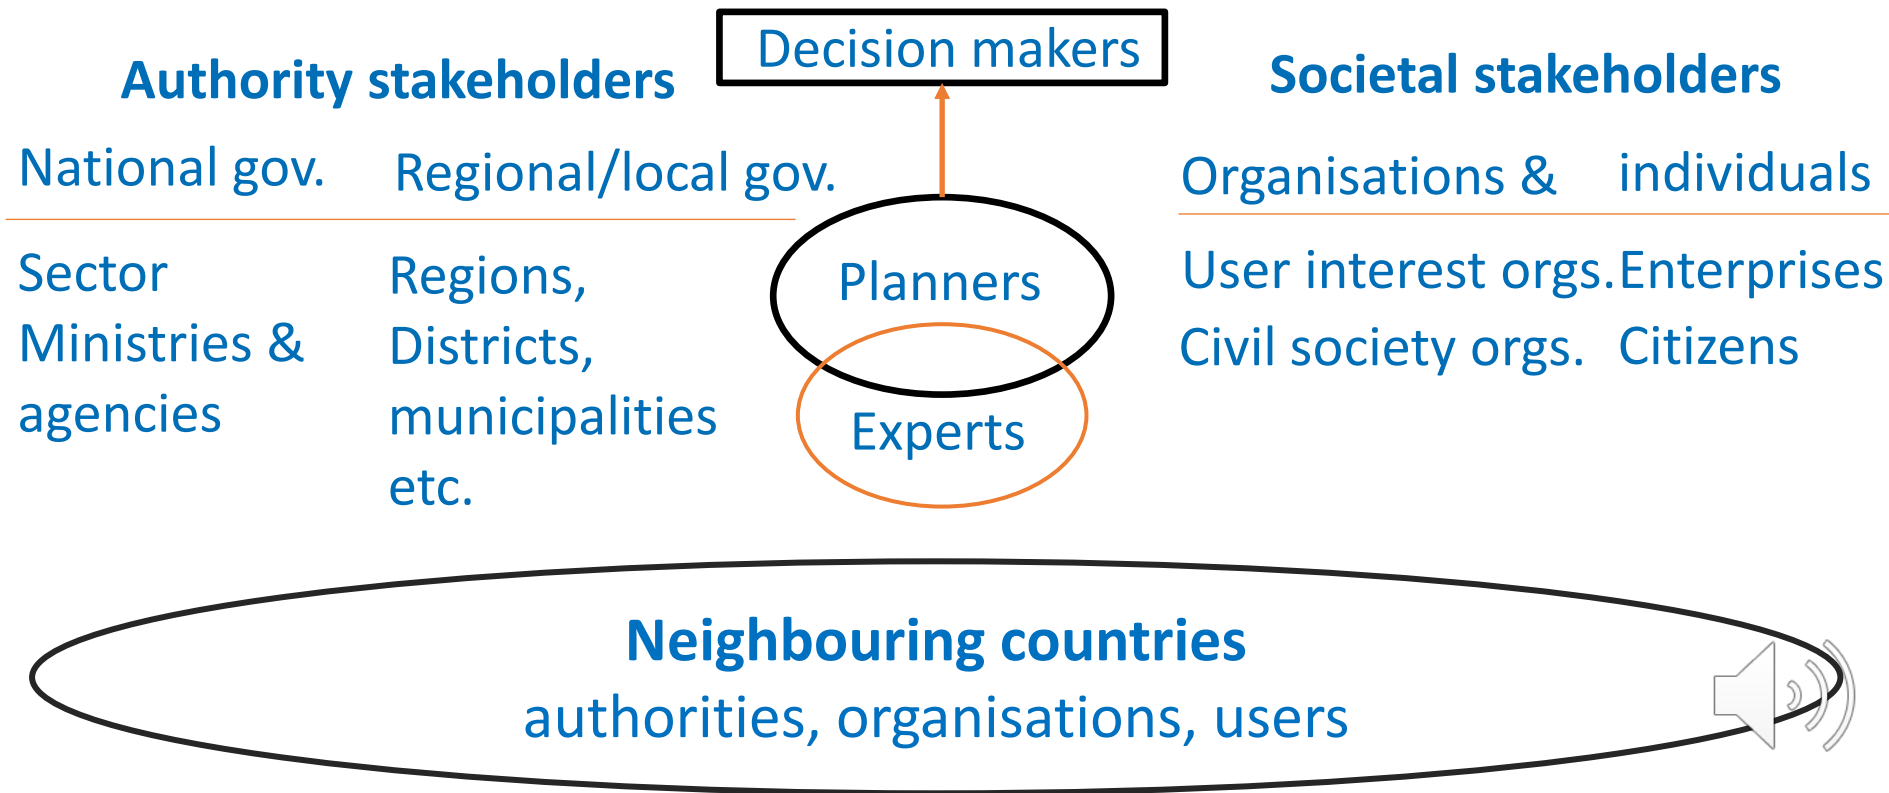 Decision makers
Authority stakeholders
National gov.
Regional/local gov.
Sector
Ministries &
agencies
Regions,
Districts,
municipalities
etc.
Planners
Experts
Societal stakeholders
Organisations &
individuals
User interest orgs.
Enterprises
Civil society orgs.
Citizens
Neighbouring countries
authorities, organisations, users